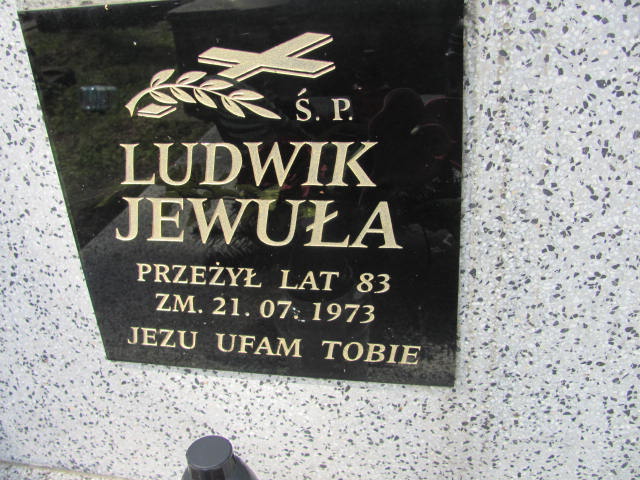 Ś. P.
LUDWIK
JEWUŁA
PRZEŻYŁ LAT 83
ZM. 21. 07. 1973
JEZU UFAM TOBIE